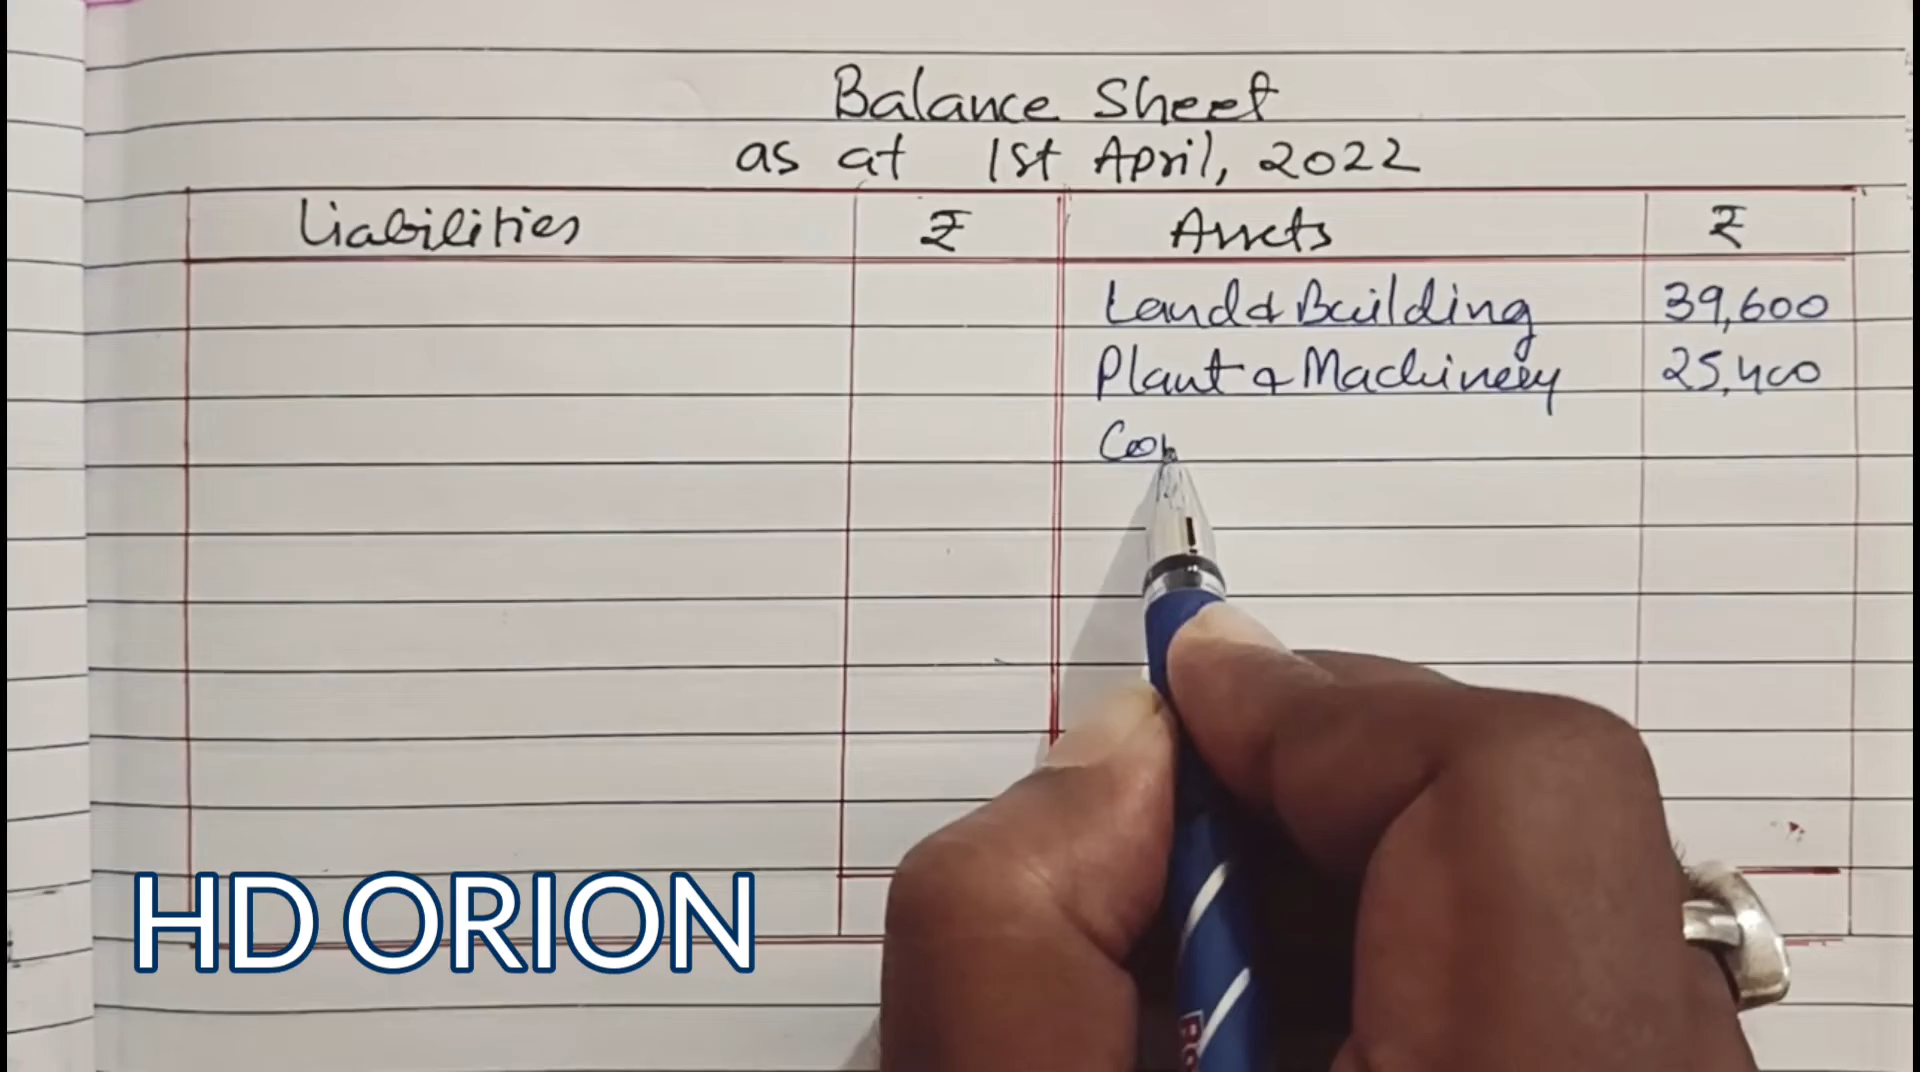 Balance Sheet
as at 1st April, 2022
Liabilities ₹ Assets ₹
Land & Building 39,600
Plant & Machinery 25,400
HD ORION